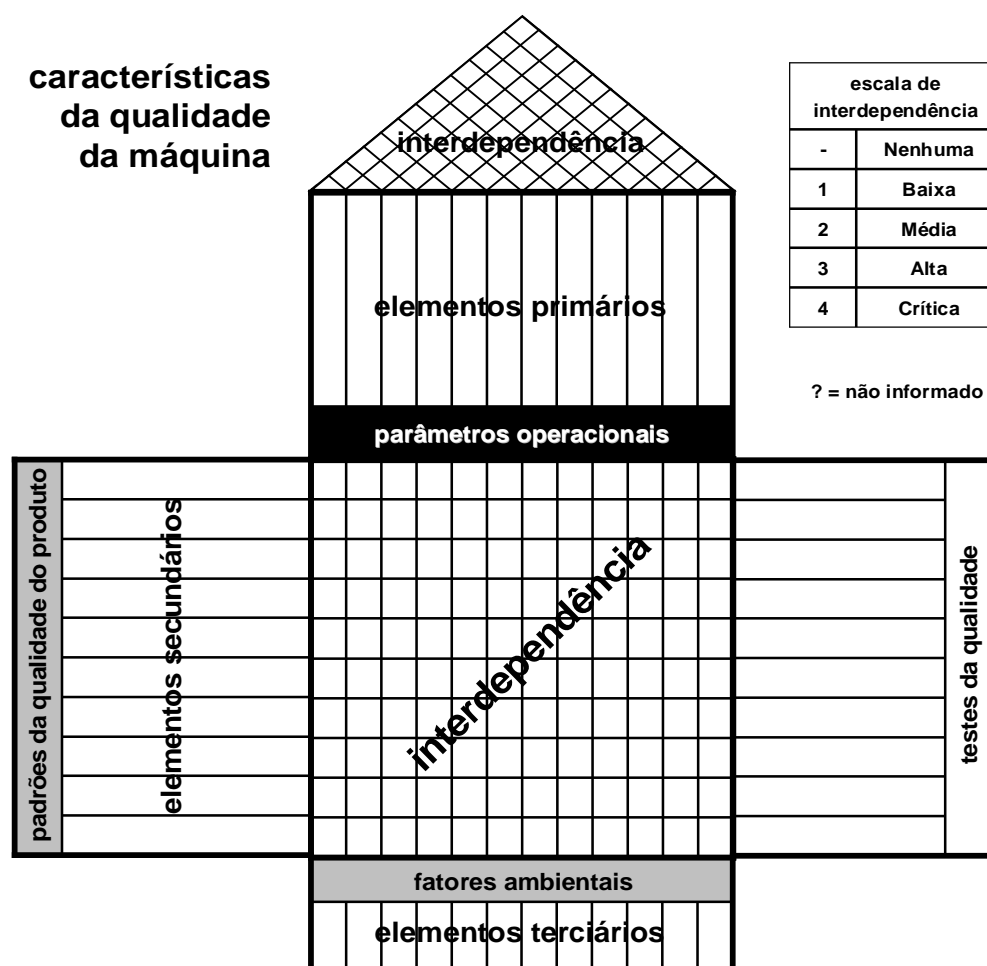 características
da qualidade
da máquina
interdependência
escala de
interdependência
- Nenhuma
1 Baixa
2 Média
3 Alta
4 Crítica
? = não informado
elementos primários
parâmetros operacionais
padrões da qualidade do produto
elementos secundários
interdependência
testes da qualidade
fatores ambientais
elementos terciários